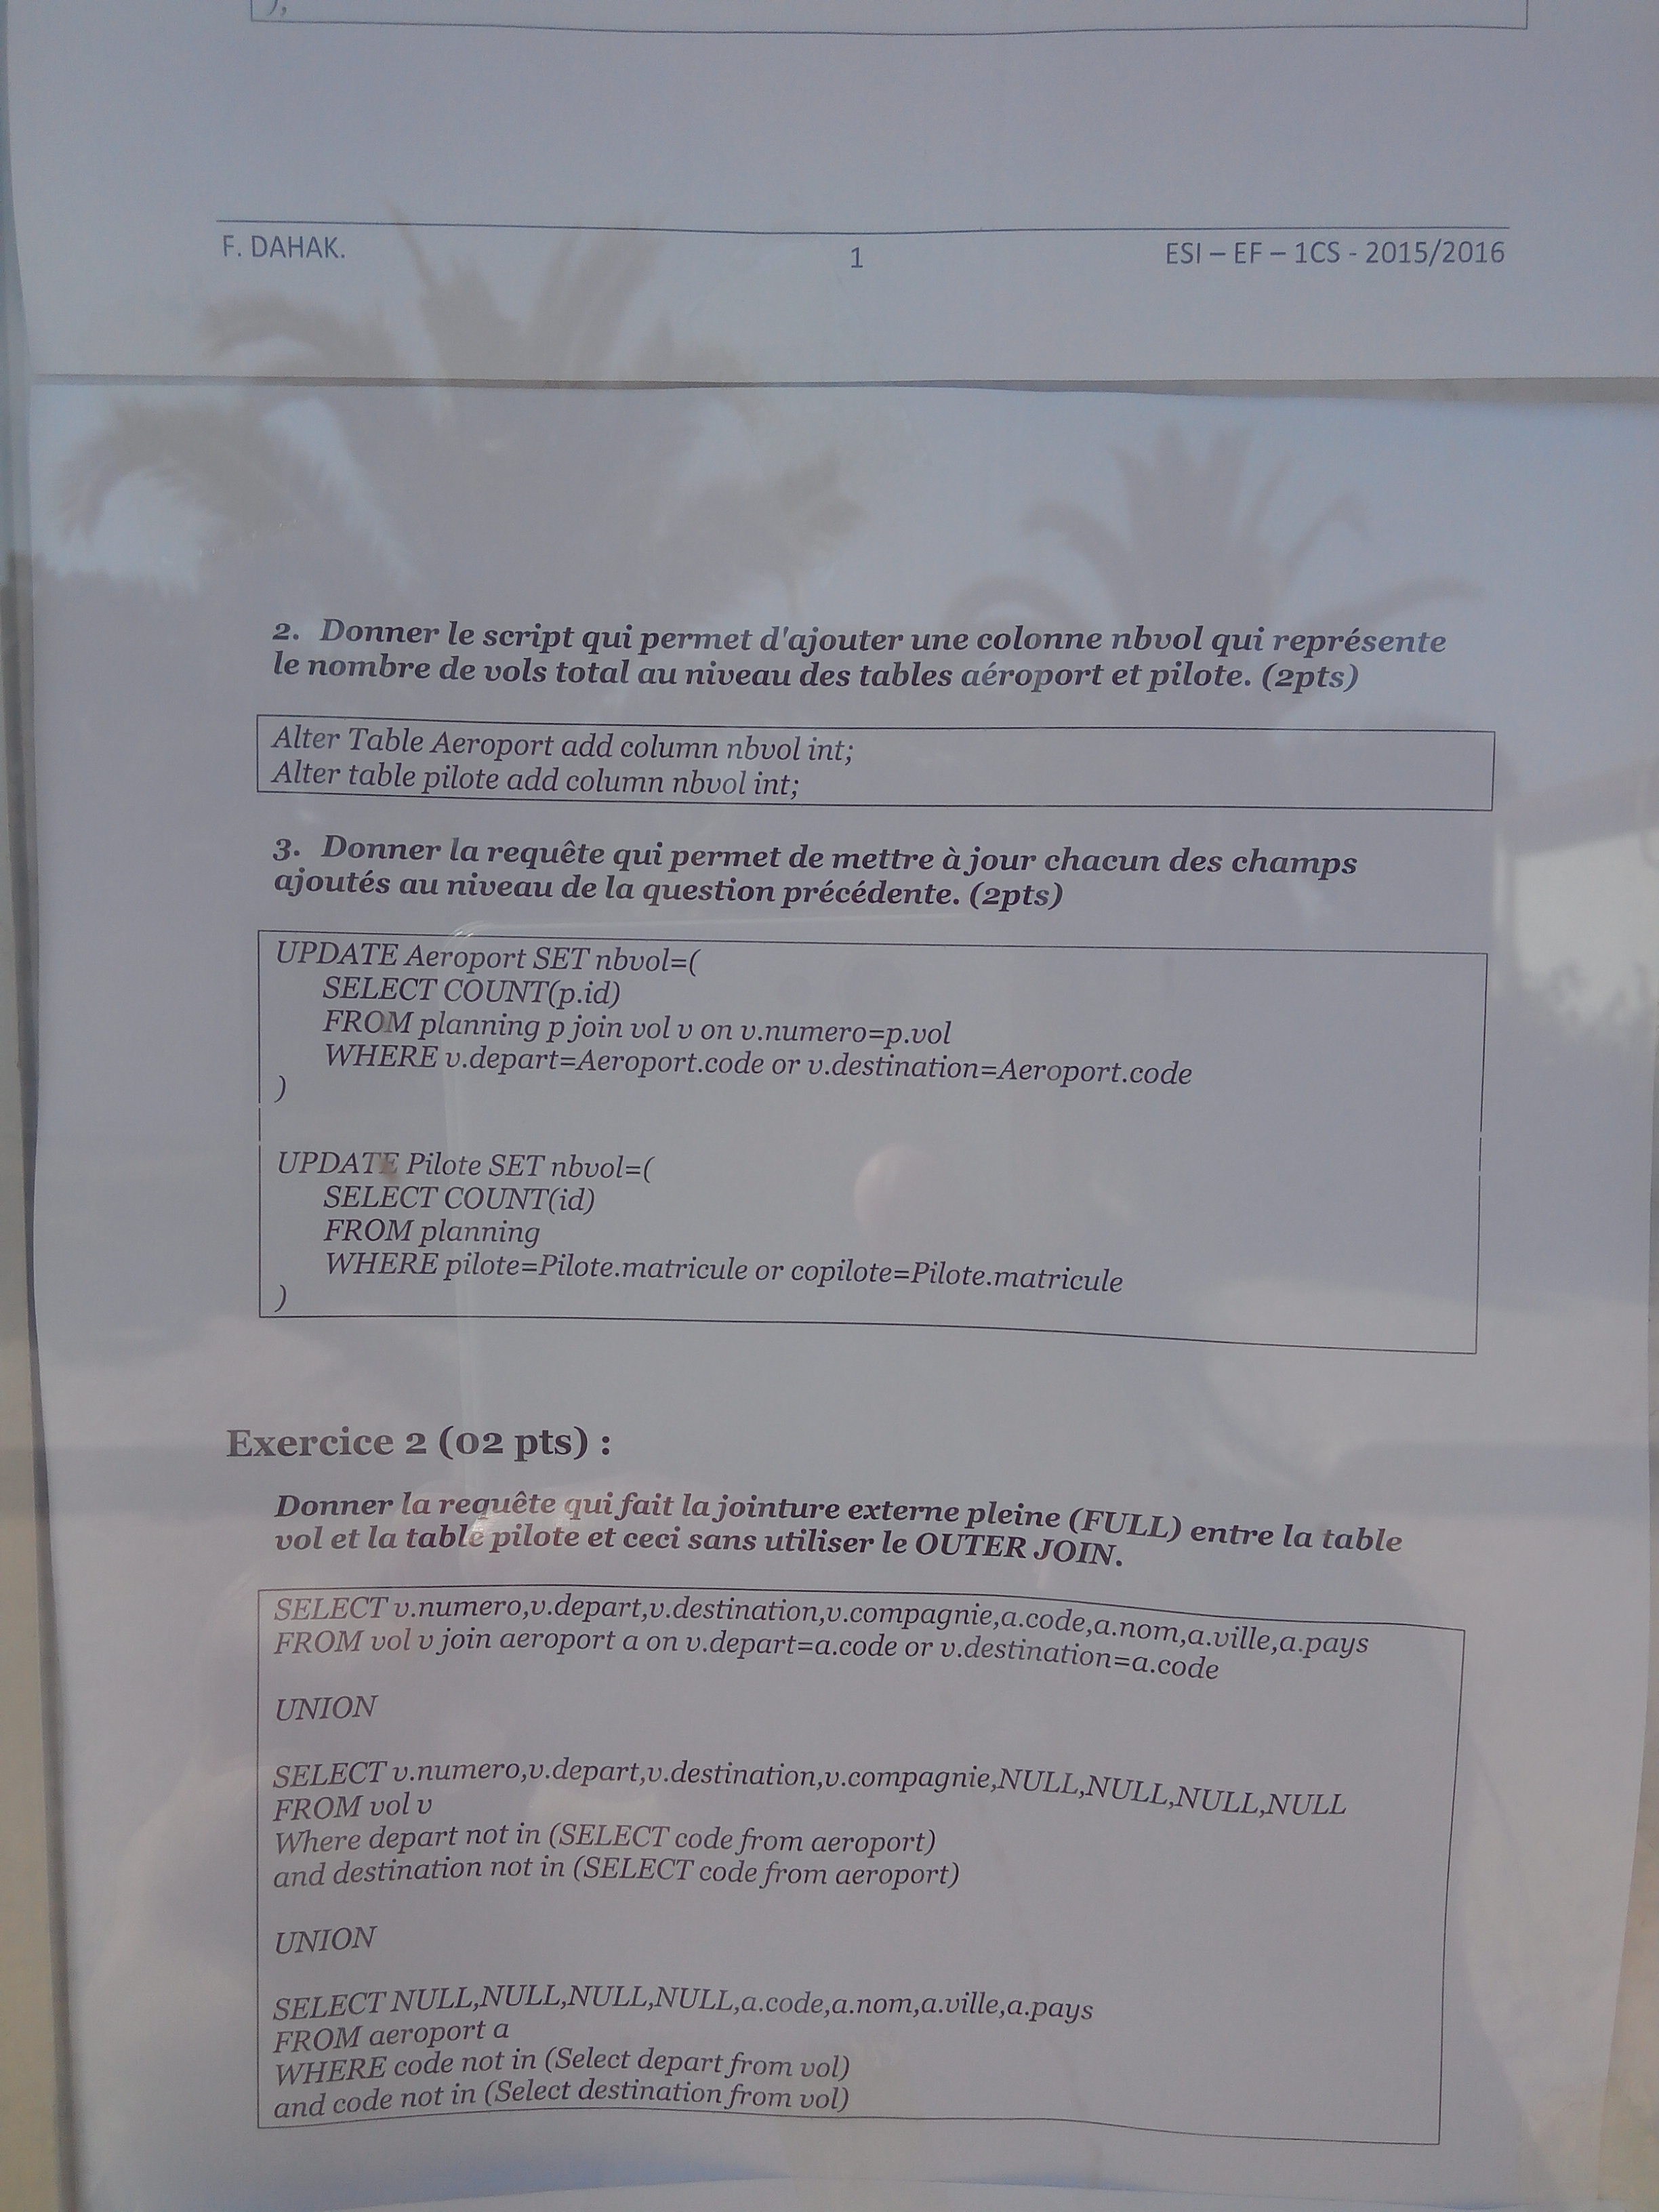 );
F. DAHAK.
1
ESI – EF – 1CS - 2015/2016
2. Donner le script qui permet d'ajouter une colonne nbvol qui représente
le nombre de vols total au niveau des tables aéroport et pilote. (2pts)
Alter Table Aeroport add column nbvol int;
Alter table pilote add column nbvol int;
3. Donner la requête qui permet de mettre à jour chacun des champs
ajoutés au niveau de la question précédente. (2pts)
UPDATE Aeroport SET nbvol=(
SELECT COUNT(p.id)
FROM planning p join vol v on v.numero=p.vol
WHERE v.depart=Aeroport.code or v.destination=Aeroport.code
)
UPDATE Pilote SET nbvol=(
SELECT COUNT(id)
FROM planning
WHERE pilote=Pilote.matricule or copilote=Pilote.matricule
)
Exercice 2 (02 pts) :
Donner la requête qui fait la jointure externe pleine (FULL) entre la table
vol et la table pilote et ceci sans utiliser le OUTER JOIN.
SELECT v.numero,v.depart,v.destination,v.compagnie,a.code,a.nom,a.ville,a.pays
FROM vol v join aeroport a on v.depart=a.code or v.destination=a.code
UNION
SELECT v.numero,v.depart,v.destination,v.compagnie,NULL,NULL,NULL,NULL
FROM vol v
Where depart not in (SELECT code from aeroport)
and destination not in (SELECT code from aeroport)
UNION
SELECT NULL,NULL,NULL,NULL,a.code,a.nom,a.ville,a.pays
FROM aeroport a
WHERE code not in (Select depart from vol)
and code not in (Select destination from vol)